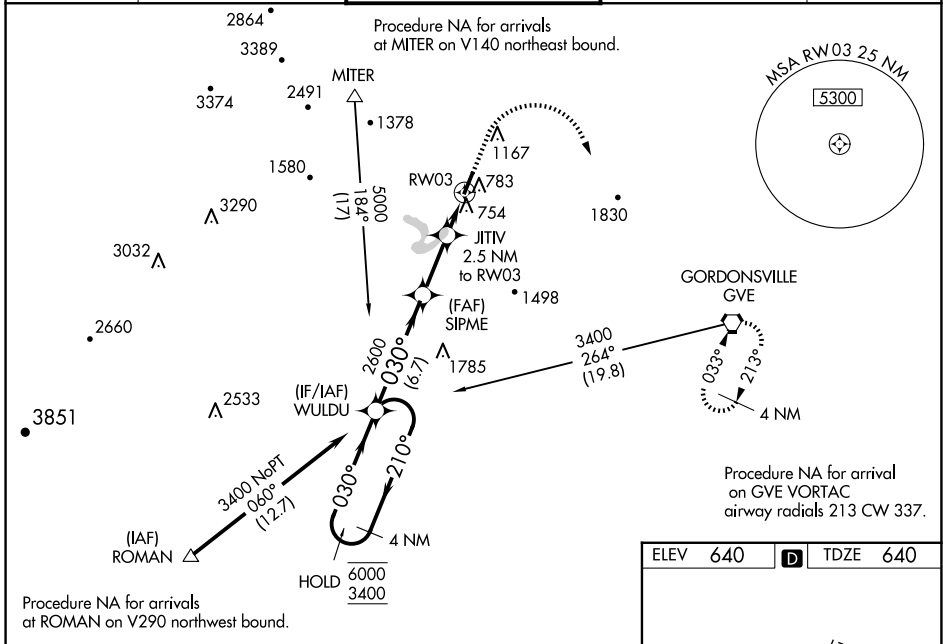 2864
Procedure NA for arrivals
at MITER on V140 northeast bound.
3389
MSA RW03 25 NM
5300
MITER
3374
2491
1378
1167
1580
RW03
783
754
5000
184°
(17)
1830
3290
JITIV
2.5 NM
to RW03
3032
GORDONSVILLE
GVE
1498
(FAF)
SIPME
2660
3400
264°
(19.8)
2600
030°
(6.7)
1785
033°
213°
4 NM
(IF/IAF)
WULDU
2533
3851
030°
210°
3400 NoPT
060°
(12.7)
Procedure NA for arrival
on GVE VORTAC
airway radials 213 CW 337.
(IAF)
ROMAN
4 NM
HOLD
6000
3400
ELEV 640 D TDZE 640
Procedure NA for arrivals
at ROMAN on V290 northwest bound.